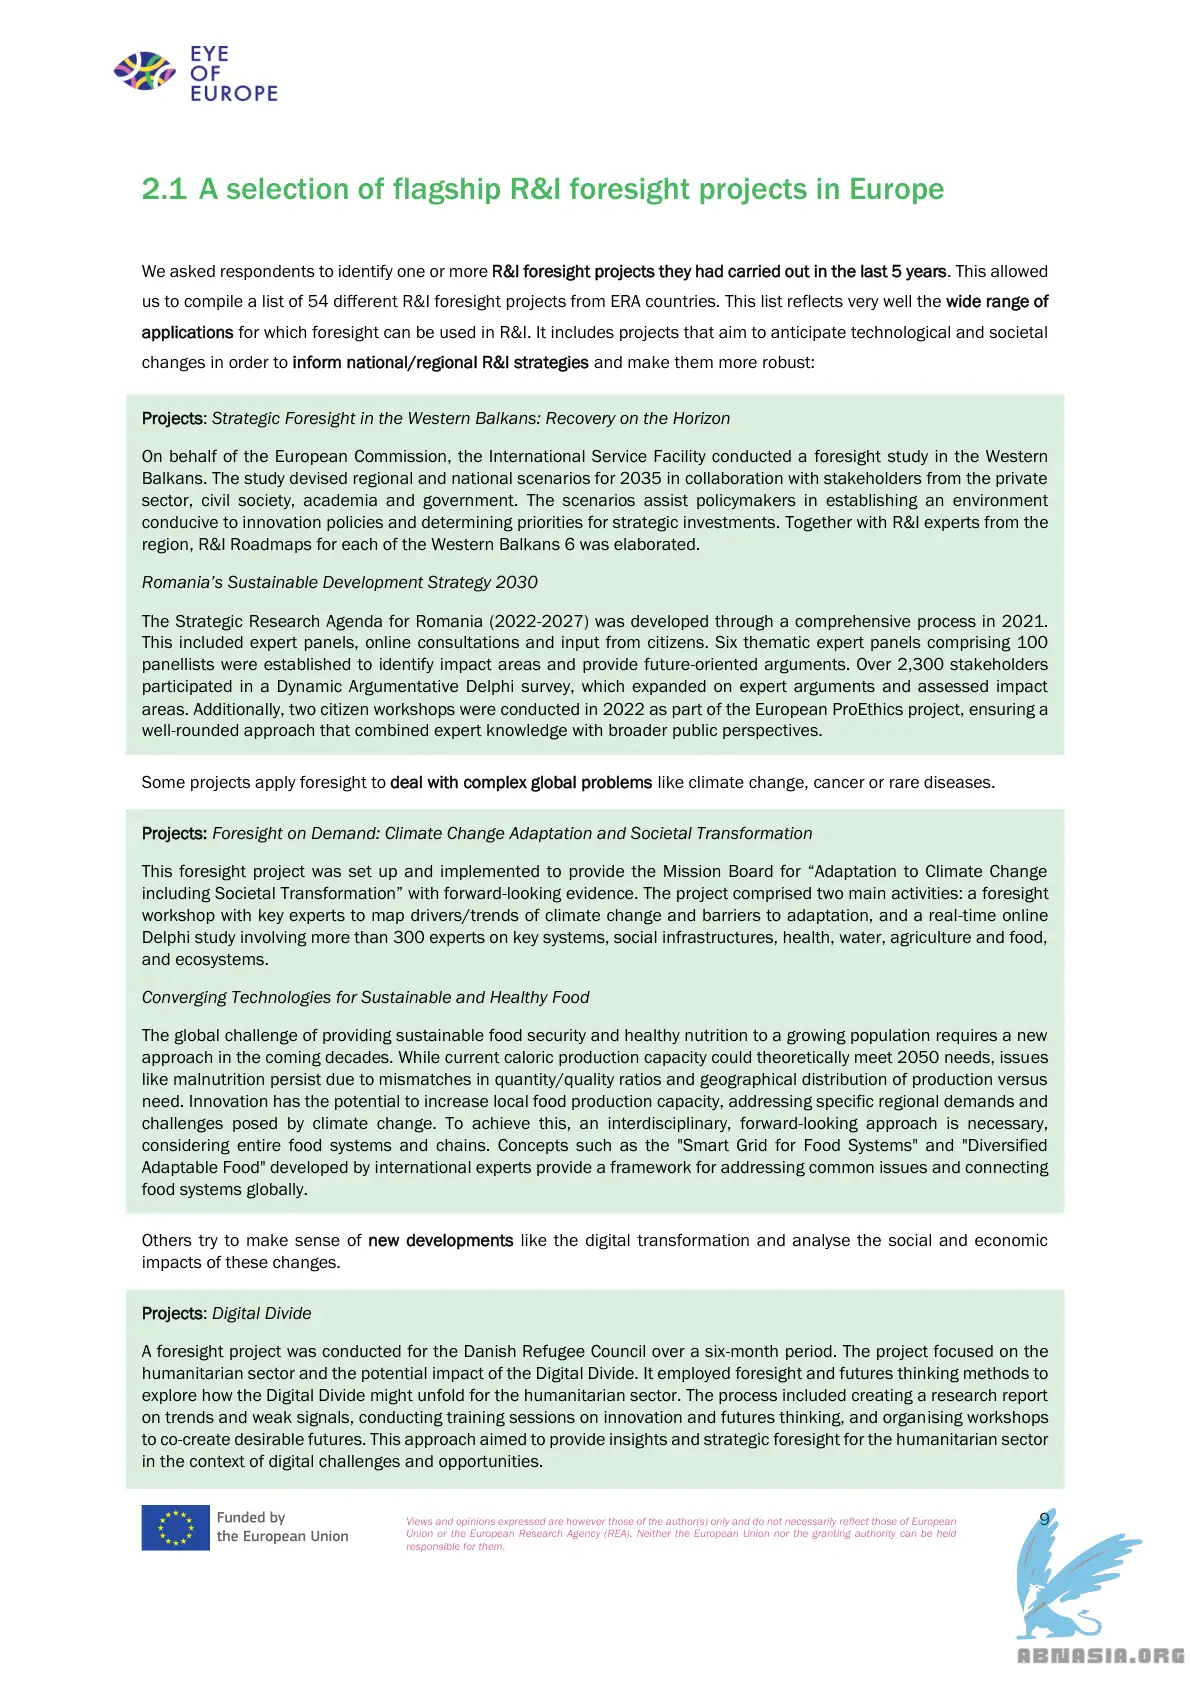 EYE
OF
EUROPE
2.1 A selection of flagship R&I foresight projects in Europe
We asked respondents to identify one or more R&I foresight projects they had carried out in the last 5 years. This allowed
us to compile a list of 54 different R&I foresight projects from ERA countries. This list reflects very well the wide range of
applications for which foresight can be used in R&I. It includes projects that aim to anticipate technological and societal
changes in order to inform national/regional R&I strategies and make them more robust:
Projects: Strategic Foresight in the Western Balkans: Recovery on the Horizon
On behalf of the European Commission, the International Service Facility conducted a foresight study in the Western
Balkans. The study devised regional and national scenarios for 2035 in collaboration with stakeholders from the private
sector, civil society, academia and government. The scenarios assist policymakers in establishing an environment
conducive to innovation policies and determining priorities for strategic investments. Together with R&I experts from the
region, R&I Roadmaps for each of the Western Balkans 6 was elaborated.
Romania’s Sustainable Development Strategy 2030
The Strategic Research Agenda for Romania (2022-2027) was developed through a comprehensive process in 2021.
This included expert panels, online consultations and input from citizens. Six thematic expert panels comprising 100
panellists were established to identify impact areas and provide future-oriented arguments. Over 2,300 stakeholders
participated in a Dynamic Argumentative Delphi survey, which expanded on expert arguments and assessed impact
areas. Additionally, two citizen workshops were conducted in 2022 as part of the European ProEthics project, ensuring a
well-rounded approach that combined expert knowledge with broader public perspectives.
Some projects apply foresight to deal with complex global problems like climate change, cancer or rare diseases.
Projects: Foresight on Demand: Climate Change Adaptation and Societal Transformation
This foresight project was set up and implemented to provide the Mission Board for “Adaptation to Climate Change
including Societal Transformation” with forward-looking evidence. The project comprised two main activities: a foresight
workshop with key experts to map drivers/trends of climate change and barriers to adaptation, and a real-time online
Delphi study involving more than 300 experts on key systems, social infrastructures, health, water, agriculture and food,
and ecosystems.
Converging Technologies for Sustainable and Healthy Food
The global challenge of providing sustainable food security and healthy nutrition to a growing population requires a new
approach in the coming decades. While current caloric production capacity could theoretically meet 2050 needs, issues
like malnutrition persist due to mismatches in quantity/quality ratios and geographical distribution of production versus
need. Innovation has the potential to increase local food production capacity, addressing specific regional demands and
challenges posed by climate change. To achieve this, an interdisciplinary, forward-looking approach is necessary,
considering entire food systems and chains. Concepts such as the "Smart Grid for Food Systems" and "Diversified
Adaptable Food" developed by international experts provide a framework for addressing common issues and connecting
food systems globally.
Others try to make sense of new developments like the digital transformation and analyse the social and economic
impacts of these changes.
Projects: Digital Divide
A foresight project was conducted for the Danish Refugee Council over a six-month period. The project focused on the
humanitarian sector and the potential impact of the Digital Divide. It employed foresight and futures thinking methods to
explore how the Digital Divide might unfold for the humanitarian sector. The process included creating a research report
on trends and weak signals, conducting training sessions on innovation and futures thinking, and organising workshops
to co-create desirable futures. This approach aimed to provide insights and strategic foresight for the humanitarian sector
in the context of digital challenges and opportunities.
Funded by
the European Union
Views and opinions expressed are however those of the author(s) only and do not necessarily reflect those of European
Union or the European Research Agency (REA). Neither the European Union nor the granting authority can be held
responsible for them.
9
ABNASIA.ORG